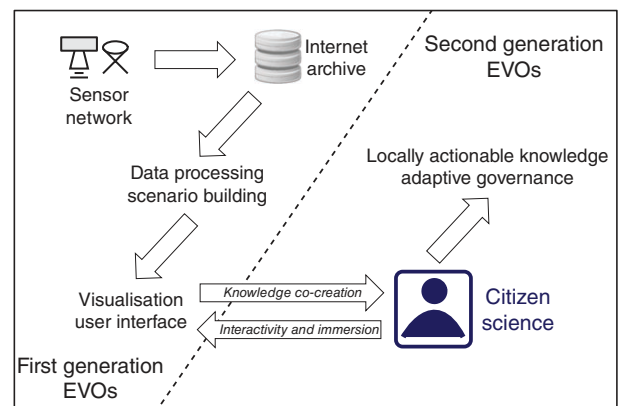 Sensor
network
Internet
archive
Second generation
EVOs
Data processing
scenario building
Locally actionable knowledge
adaptive governance
Visualisation
user interface
Knowledge co-creation
Interactivity and immersion
Citizen
science
First generation
EVOs